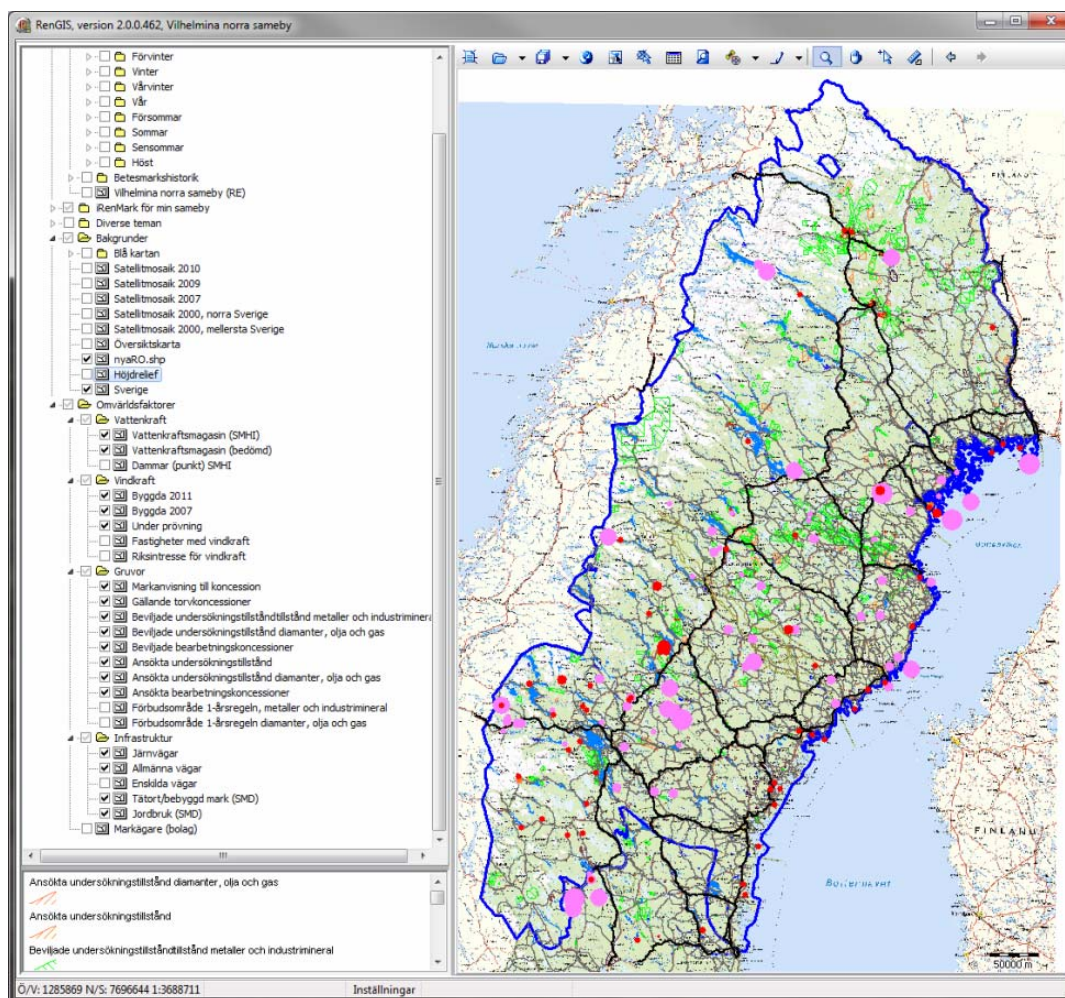 RenGIS, version 2.0.0.462, Vilhelmina norra sameby
Förvinter
Vinter
Vårvinter
Vår
Försommar
Sommar
Sensommar
Höst
Betesmarkshistorik
Vilhelmina norra sameby (RE)
iRenMark för min sameby
Diverse teman
Bakgrunder
Blå kartan
Satellitmosaik 2010
Satellitmosaik 2009
Satellitmosaik 2007
Satellitmosaik 2000, norra Sverige
Satellitmosaik 2000, mellersta Sverige
Översiktskarta
nyaRO.shp
Höjdrelief
Sverige
Omvärldsfaktorer
Vattenkraft
Vattenkraftsmagasin (SMHI)
Vattenkraftsmagasin (bedömd)
Dammar (punkt) SMHI
Vindkraft
Byggda 2011
Byggda 2007
Under prövning
Fastigheter med vindkraft
Riksintresse för vindkraft
Gruvor
Markanvisning till koncession
Gällande torvkoncessioner
Beviljade undersökningstillståndtillstånd metaller och industrimineral
Beviljade undersökningstillstånd diamanter, olja och gas
Beviljade bearbetningskoncessioner
Ansökta undersökningstillstånd
Ansökta undersökningstillstånd diamanter, olja och gas
Ansökta bearbetningskoncessioner
Förbudsområde 1-årsregeln, metaller och industrimineral
Förbudsområde 1-årsregeln diamanter, olja och gas
Infrastruktur
Järnvägar
Allmänna vägar
Enskilda vägar
Tätort/bebyggd mark (SMD)
Jordbruk (SMD)
Markägare (bolag)
Ansökta undersökningstillstånd diamanter, olja och gas
Ansökta undersökningstillstånd
Beviljade undersökningstillståndtillstånd metaller och industrimineral
FINLAND
50000 m
Ö/V: 1285869 N/S: 7696644 1:3688711
Inställningar